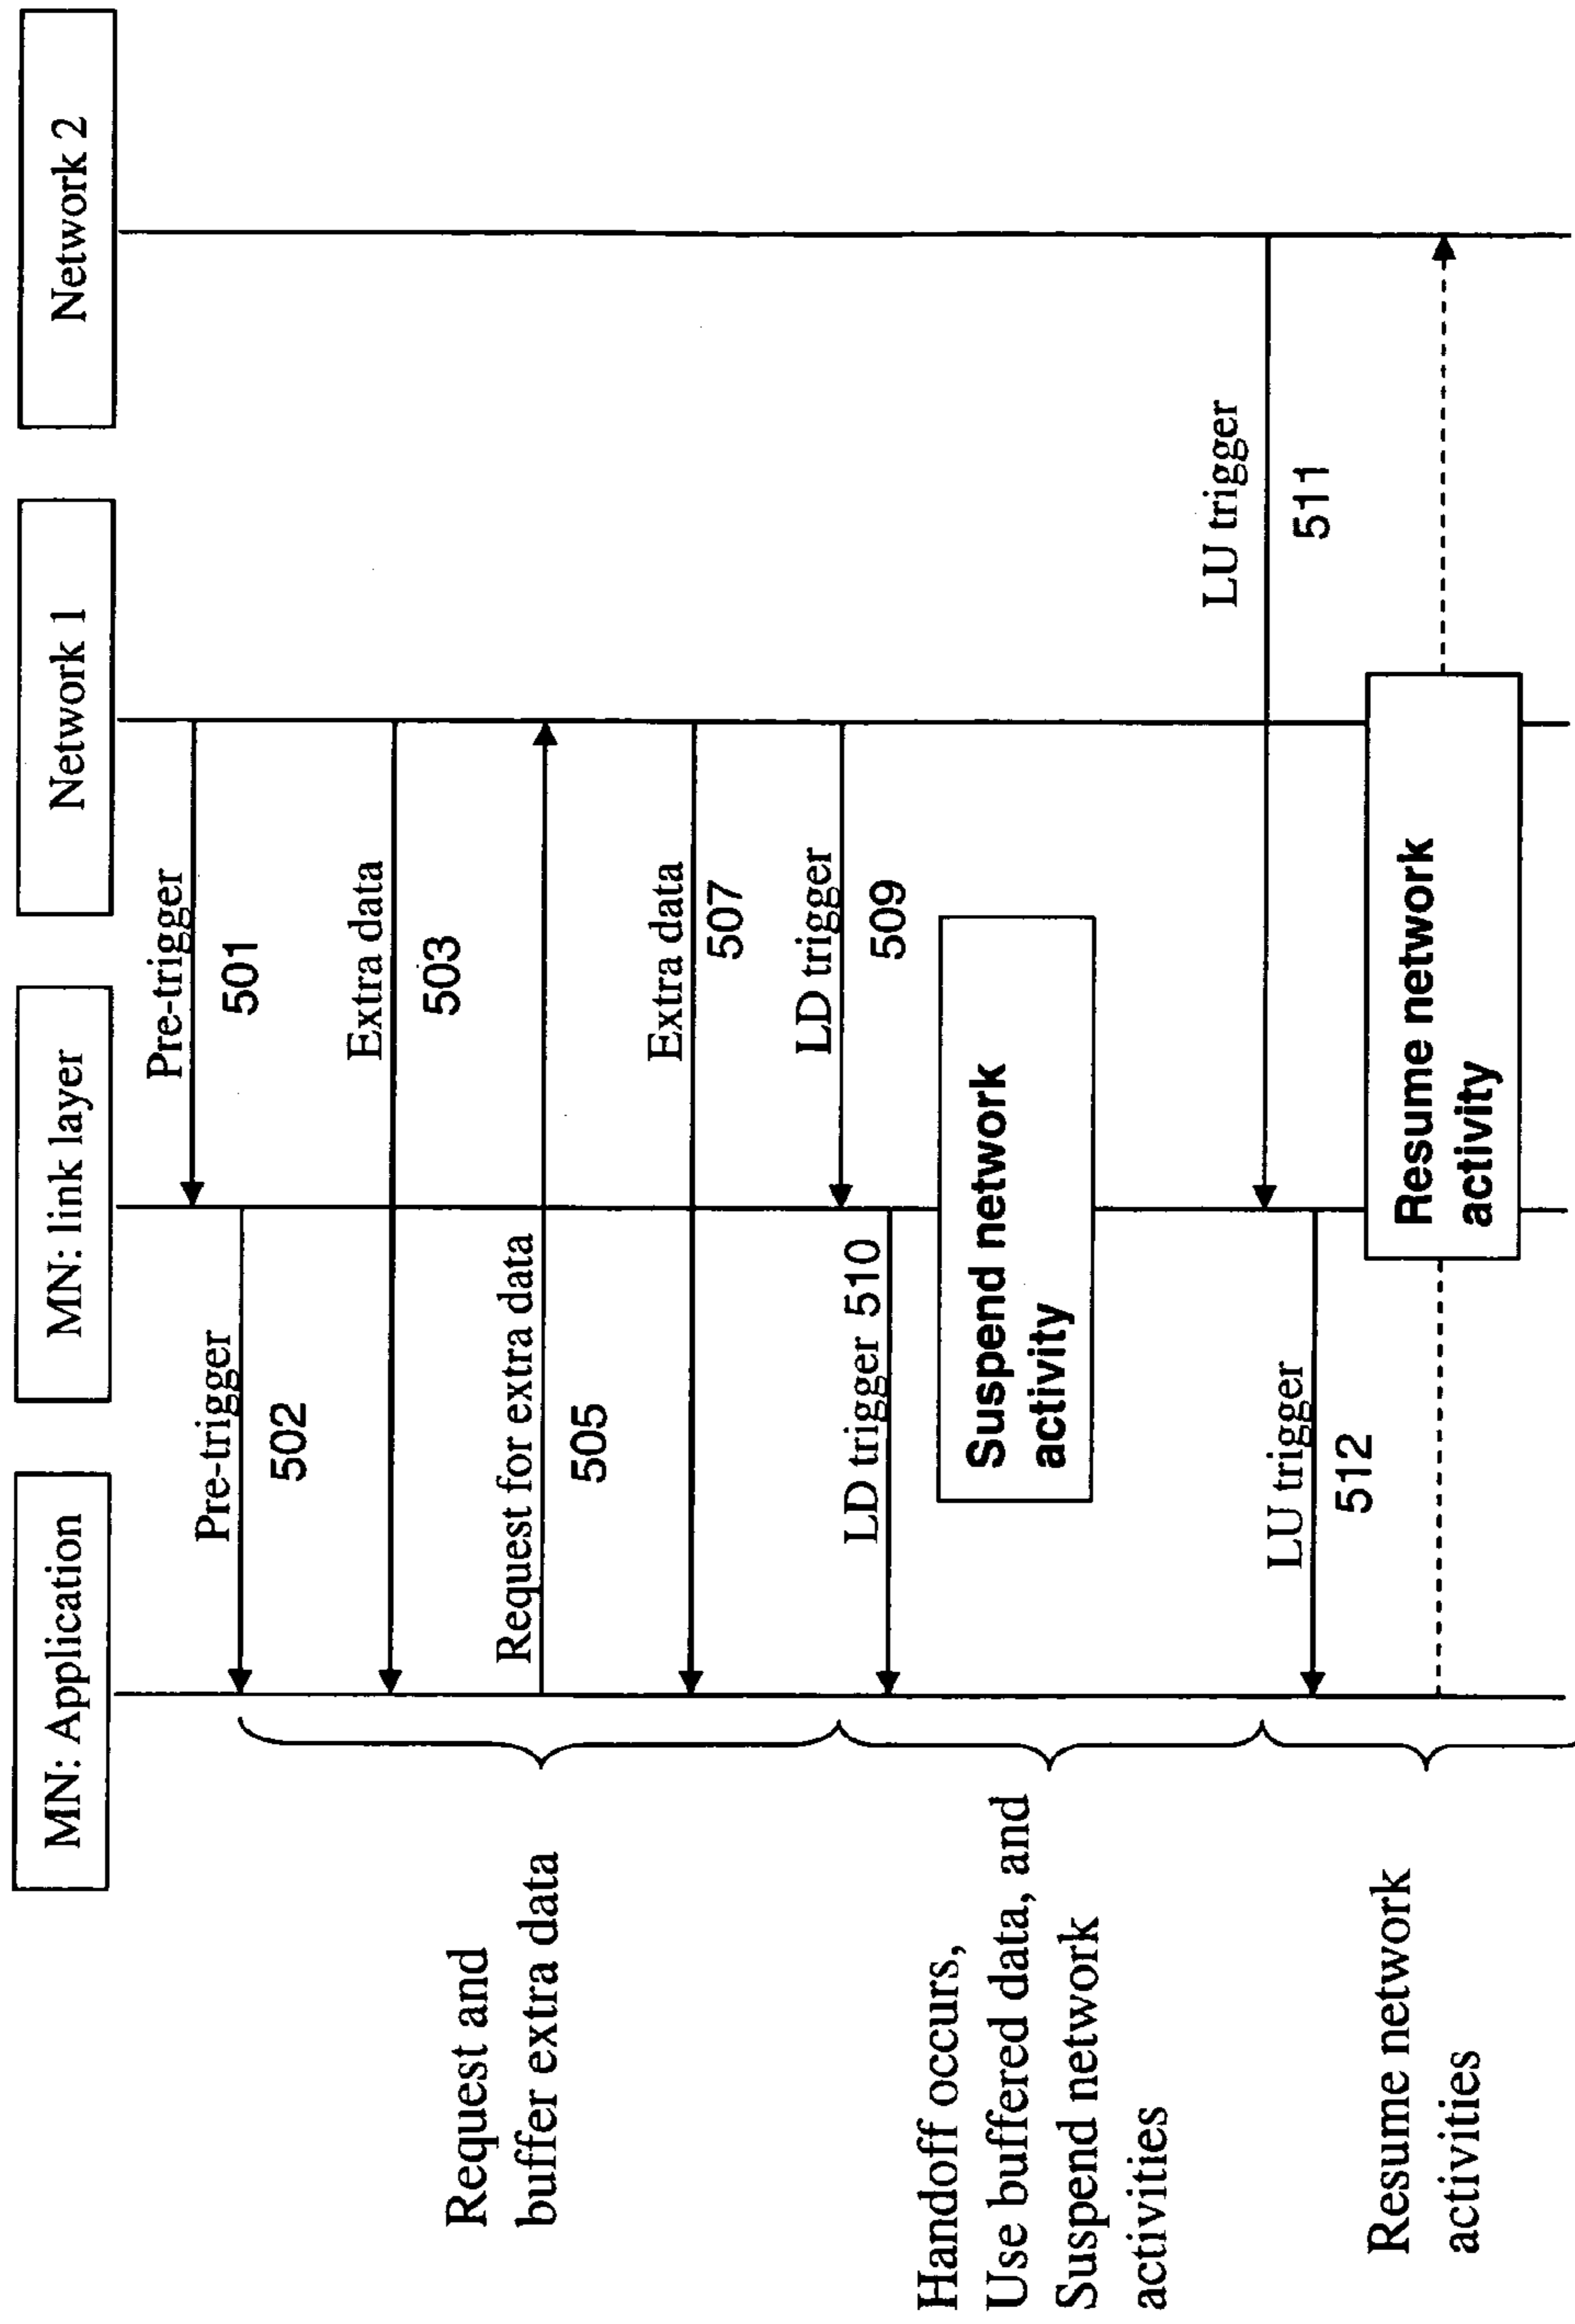 MN: Application
MN: link layer
Network 1
Network 2
Pre-trigger
501
Pre-trigger
502
Extra data
503
Request for extra data
505
Extra data
507
Request and
buffer extra data
LD trigger
509
LD trigger 510
Suspend network
activity
Handoff occurs,
Use buffered data, and
Suspend network
activities
LU trigger
511
LU trigger
512
Resume network
activity
Resume network
activities